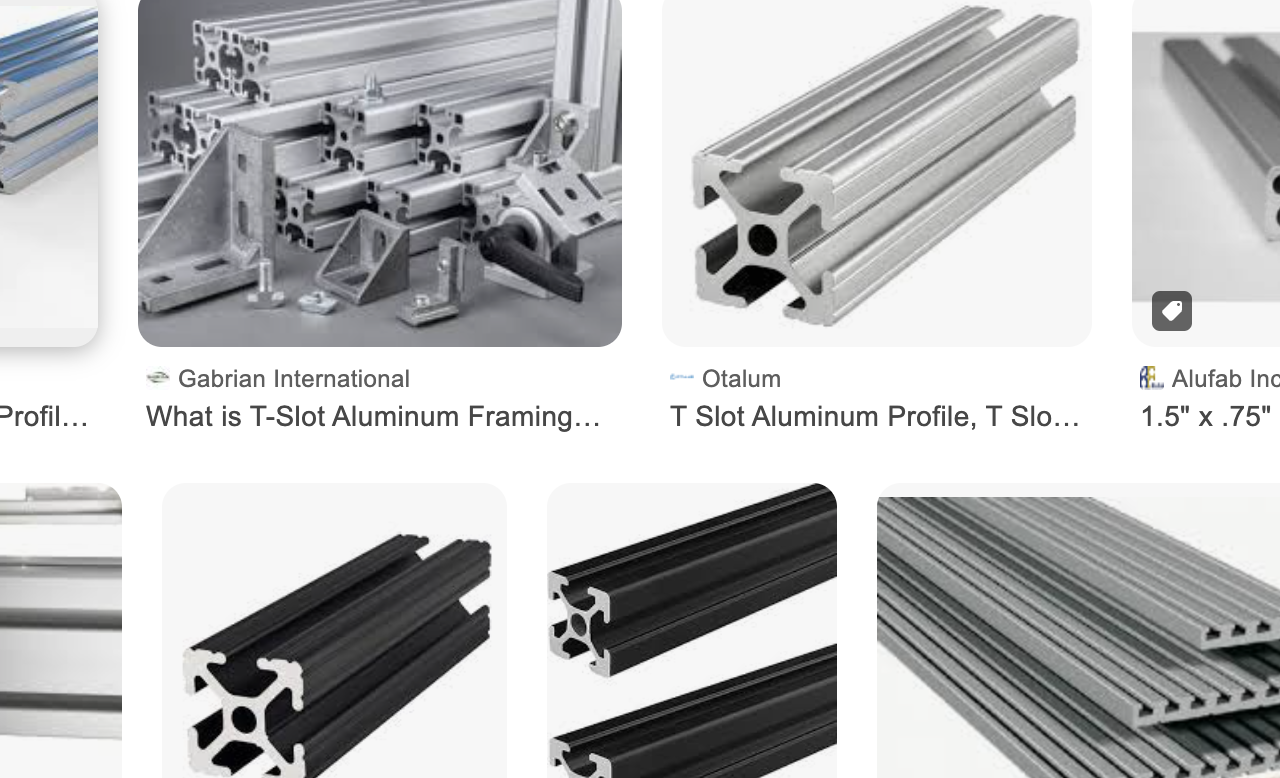 Gabrian International
Otalum
Alufab Inc
Profil...
What is T-Slot Aluminum Framing...
T Slot Aluminum Profile, T Slo...
1.5" x .75"